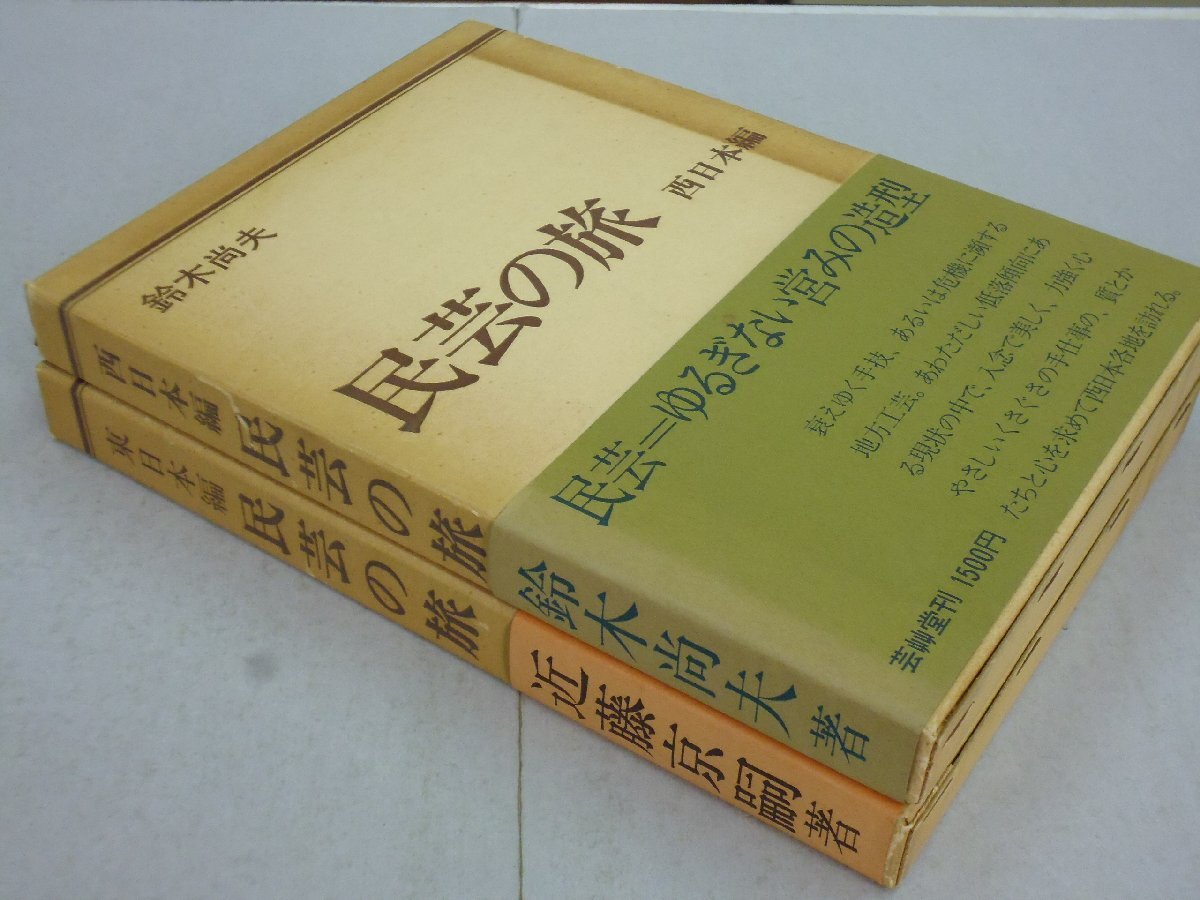 鈴木尚夫
民芸の旅
西日本編
民芸=ゆるぎない営みの造型
衰えゆく手技、あるいは危機に瀕する
地方工芸。あわただしい低落傾向にあ
る現状の中で、入念で美しく、力強く心
やさしいくさぐさの手仕事の、質とか
たちと心を求めて西日本各地を訪れる。
芸艸堂刊 1500円
西日本編 民芸の旅 鈴木尚夫著
東日本編 民芸の旅 近藤京嗣著